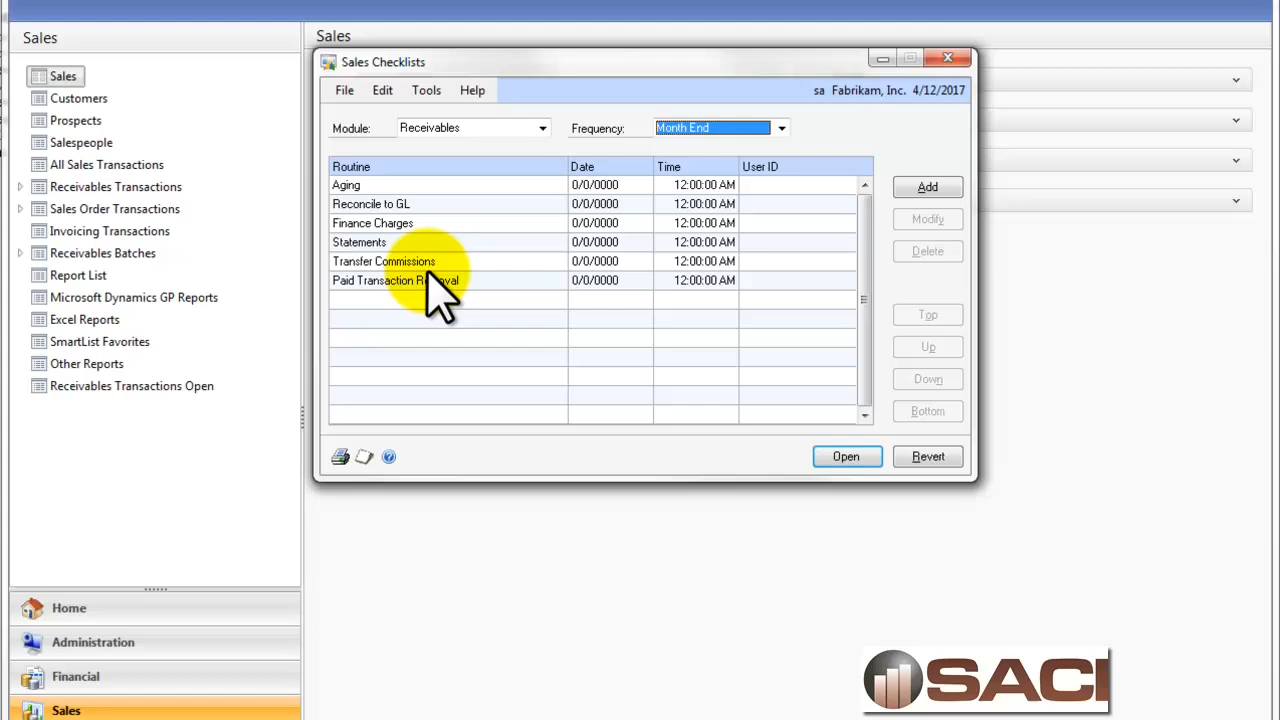 Sales
Sales
Customers
Prospects
Salespeople
All Sales Transactions
Receivables Transactions
Sales Order Transactions
Invoicing Transactions
Receivables Batches
Report List
Microsoft Dynamics GP Reports
Excel Reports
SmartList Favorites
Other Reports
Receivables Transactions Open
Home
Administration
Financial
Sales
Sales
Sales Checklists
File Edit Tools Help sa Fabrikam, Inc. 4/12/2017
Module: Receivables Frequency: Month End
Routine Date Time User ID
Aging 0/0/0000 12:00:00 AM
Reconcile to GL 0/0/0000 12:00:00 AM
Finance Charges 0/0/0000 12:00:00 AM
Statements 0/0/0000 12:00:00 AM
Transfer Commissions 0/0/0000 12:00:00 AM
Paid Transaction 0/0/0000 12:00:00 AM
Add
Modify
Delete
Top
Up
Down
Bottom
Open Revert